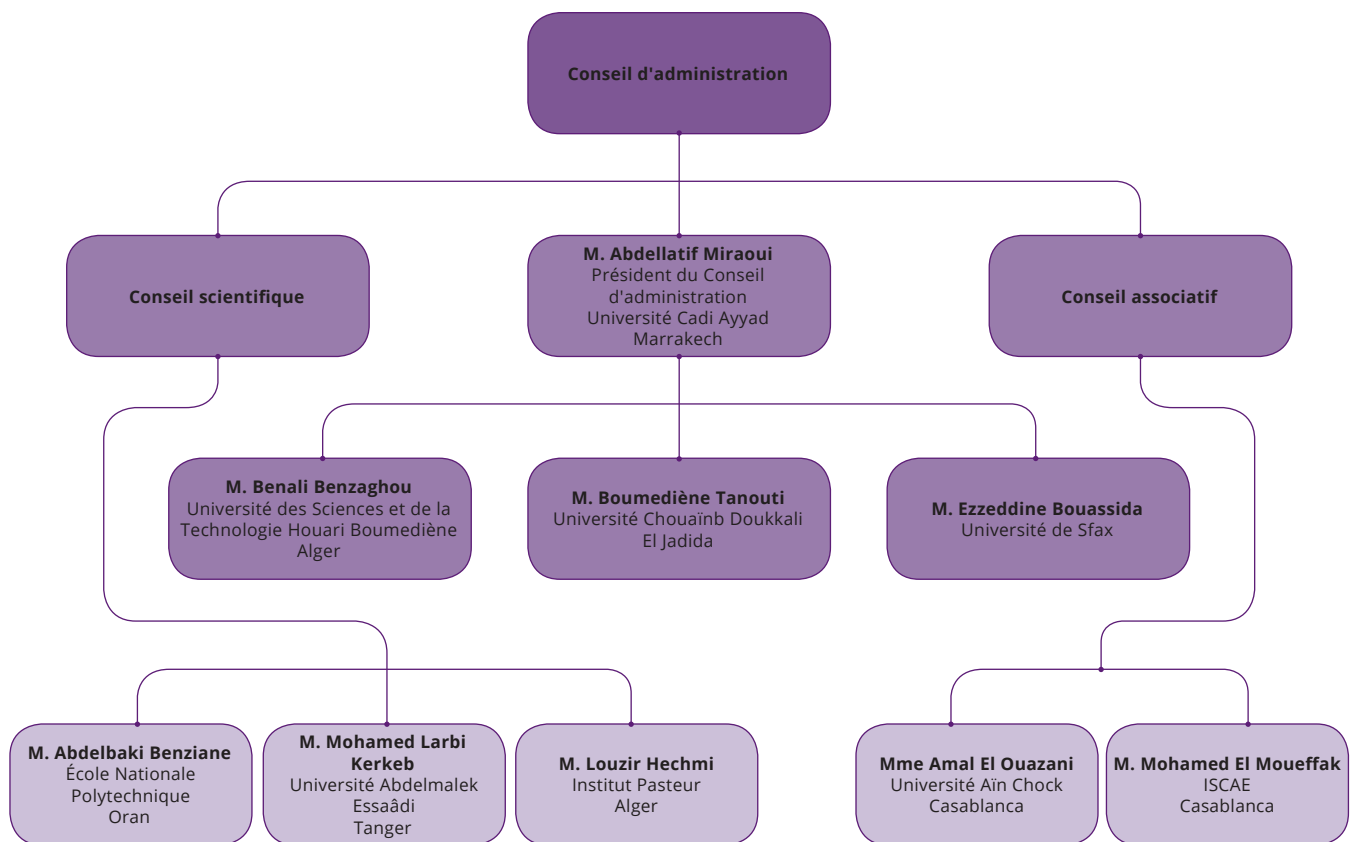 Conseil d'administration
Conseil scientifique
M. Abdellatif Miraoui
Président du Conseil
d'administration
Université Cadi Ayyad
Marrakech
Conseil associatif
M. Benali Benzaghou
Université des Sciences et de la
Technologie Houari Boumediène
Alger
M. Boumediène Tanouti
Université Chouaïnb Doukkali
El Jadida
M. Ezzeddine Bouassida
Université de Sfax
M. Abdelbaki Benziane
École Nationale
Polytechnique
Oran
M. Mohamed Larbi
Kerkeb
Université Abdelmalek
Essaâdi
Tanger
M. Louzir Hechmi
Institut Pasteur
Alger
Mme Amal El Ouazani
Université Aïn Chock
Casablanca
M. Mohamed El Moueffak
ISCAE
Casablanca